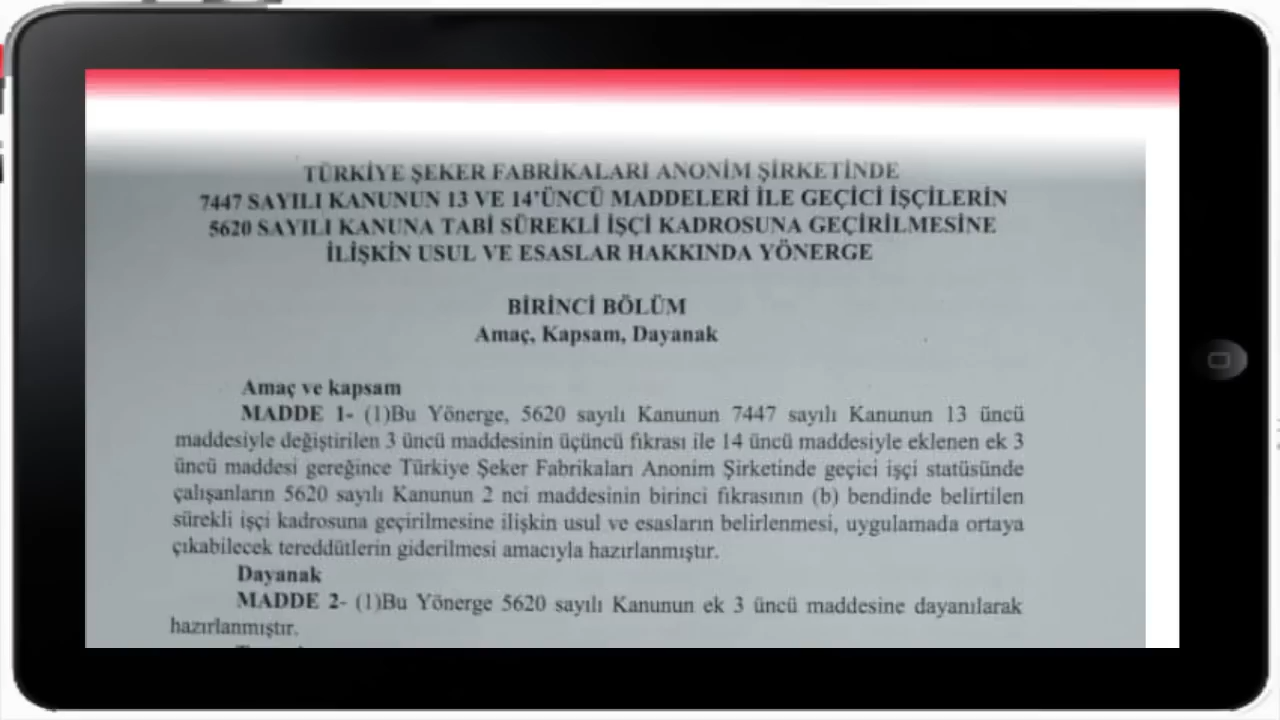 TÜRKİYE ŞEKER FABRİKALARI ANONİM ŞİRKETİNDE
7447 SAYILI KANUNUN 13 VE 14'ÜNCÜ MADDELERİ İLE GEÇİCİ İŞÇİLERİN
5620 SAYILI KANUNA TABİ SÜREKLİ İŞÇİ KADROSUNA GEÇİRİLMESİNE
İLİŞKİN USUL VE ESASLAR HAKKINDA YÖNERGE
BİRİNCİ BÖLÜM
Amaç, Kapsam, Dayanak
Amaç ve kapsam
MADDE 1- (1)Bu Yönerge, 5620 sayılı Kanunun 7447 sayılı Kanunun 13 üncü
maddesiyle değiştirilen 3 üncü maddesinin üçüncü fıkrası ile 14 üncü maddesiyle eklenen ek 3
üncü maddesi gereğince Türkiye Şeker Fabrikaları Anonim Şirketinde geçici işçi statüsünde
çalışanların 5620 sayılı Kanunun 2 nci maddesinin birinci fıkrasının (b) bendinde belirtilen
sürekli işçi kadrosuna geçirilmesine ilişkin usul ve esasların belirlenmesi, uygulamada ortaya
çıkabilecek tereddütlerin giderilmesi amacıyla hazırlanmıştır.
Dayanak
MADDE 2- (1)Bu Yönerge 5620 sayılı Kanunun ek 3 üncü maddesine dayanılarak
hazırlanmıştır.